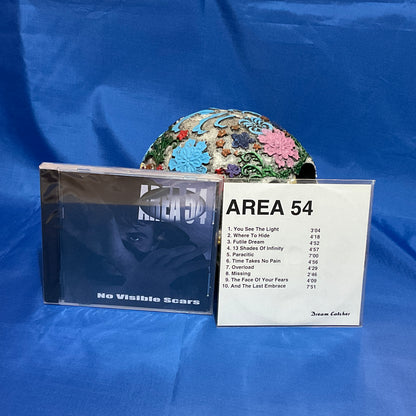 AREA 54
No Visible Scars
AREA 54
1. You See The Light 3'04
2. Where To Hide 4'18
3. Futile Dream 4'52
4. 13 Shades Of Infinity 4'57
5. Paracitic 7'00
6. Time Takes No Pain 4'56
7. Overload 4'29
8. Missing 2'46
9. The Face Of Your Fears 4'09
10. And The Last Embrace 7'51
Dream Catcher